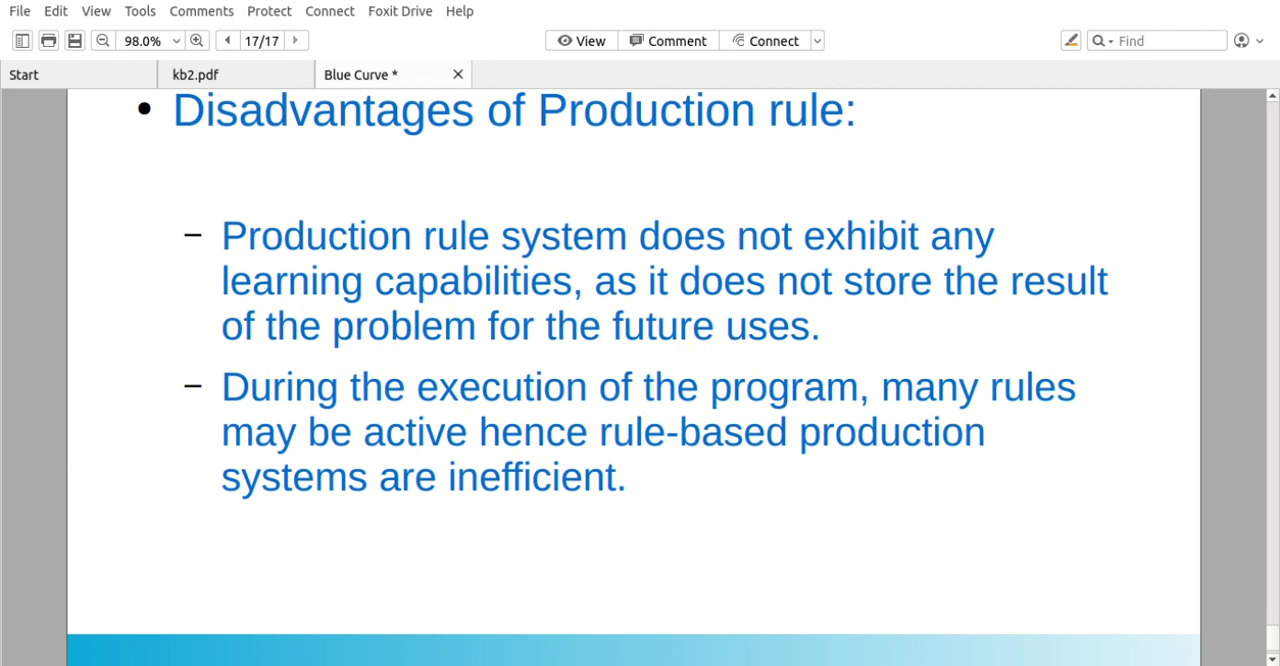 File Edit View Tools Comments Protect Connect Foxit Drive Help
98.0% 17/17 View Comment Connect Find
Start kb2.pdf Blue Curve *
• Disadvantages of Production rule:
– Production rule system does not exhibit any
learning capabilities, as it does not store the result
of the problem for the future uses.
– During the execution of the program, many rules
may be active hence rule-based production
systems are inefficient.